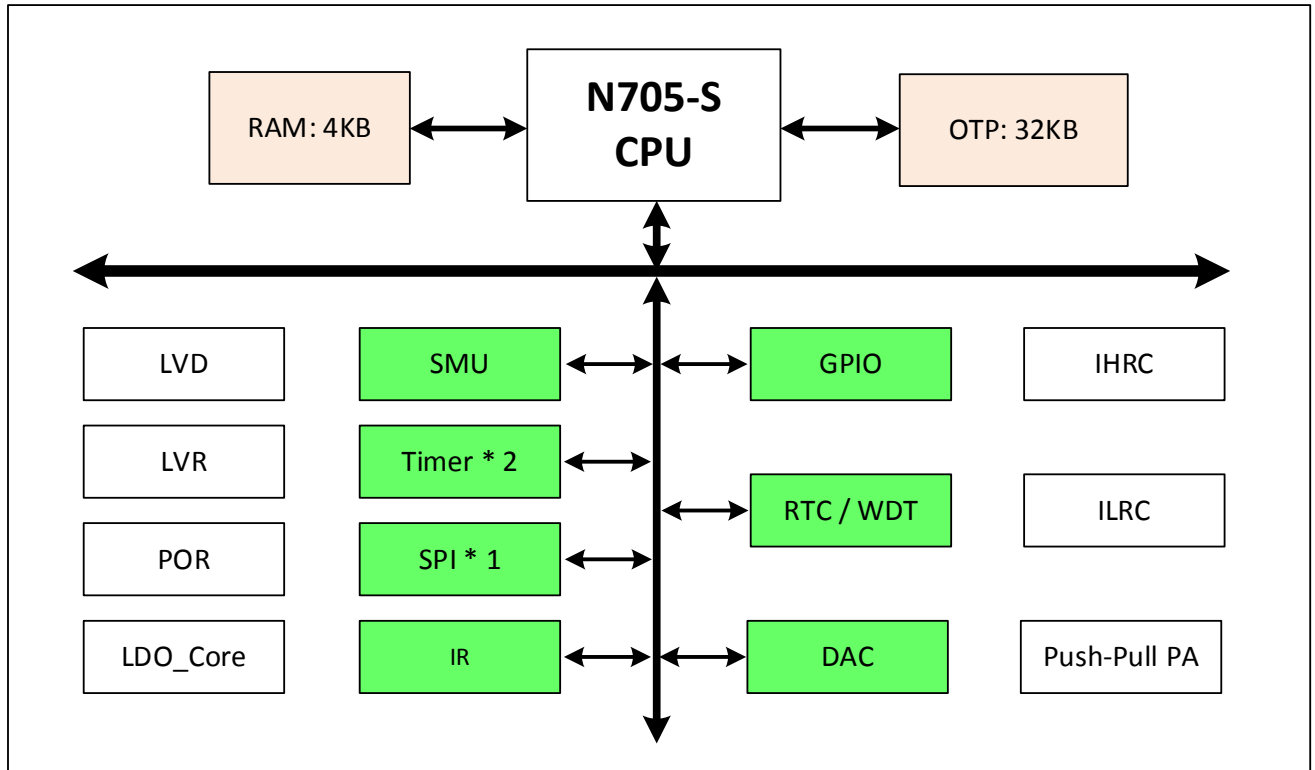 RAM: 4KB
N705-S
CPU
OTP: 32KB
LVD
SMU
GPIO
IHRC
LVR
Timer * 2
RTC / WDT
ILRC
POR
SPI * 1
LDO_Core
IR
DAC
Push-Pull PA